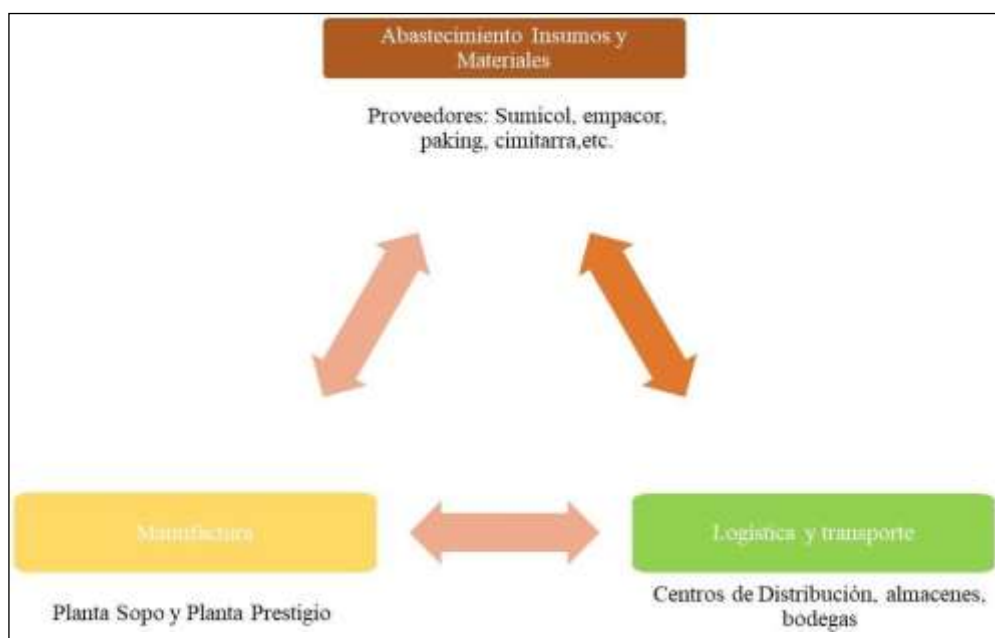 Abastecimiento Insumos y
Materiales
Proveedores: Sumicol, empacor,
paking, cimitarra,etc.
Manufactura
Logística y transporte
Planta Sopo y Planta Prestigio
Centros de Distribución, almacenes,
bodegas